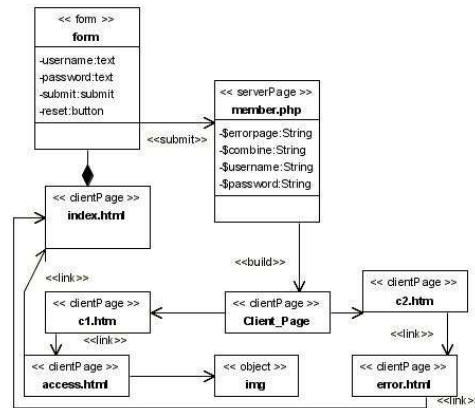 << form >>
form
-username:text
-password:text
-submit:submit
-reset:button
<<submit>>
<< serverPage >>
member.php
-$errorpage:String
-$combine:String
-$username:String
-$password:String
<< clientPage >>
index.html
<<build>>
<<link>>
<< clientPage >>
c1.htm
<< clientPage >>
Client_Page
<< clientPage >>
c2.htm
<<link>>
<<link>>
<< clientPage >>
access.html
<< object >>
img
<< clientPage >>
error.html
<<link>>